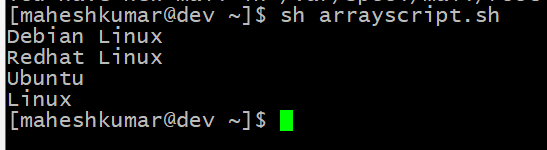 [maheshkumar@dev ~]$ sh arrayscript.sh
Debian Linux
Redhat Linux
Ubuntu
Linux
[maheshkumar@dev ~]$